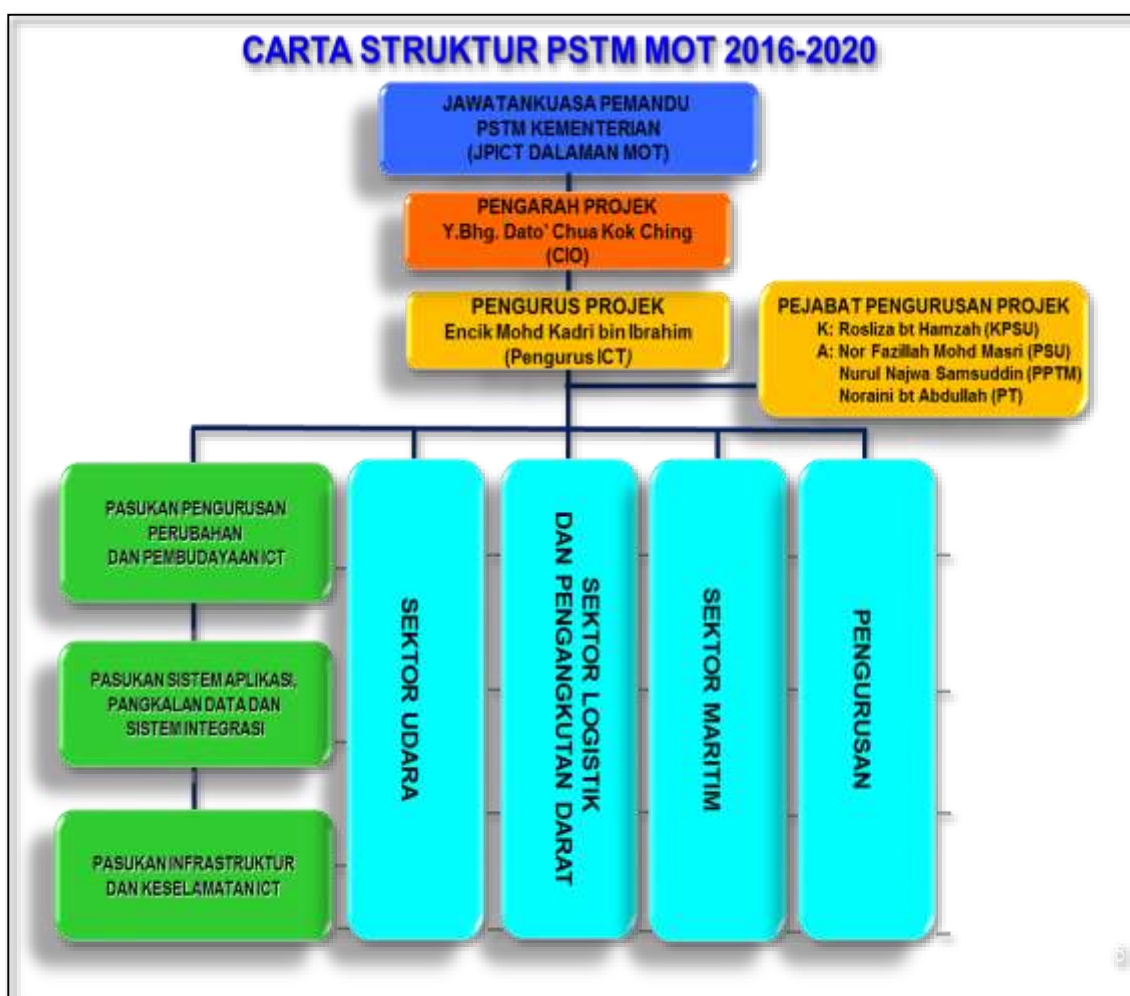 CARTA STRUKTUR PSTM MOT 2016-2020
JAWATANKUASA PEMANDU
PSTM KEMENTERIAN
(JPICT DALAMAN MOT)
PENGARAH PROJEK
Y.Bhg. Dato' Chua Kok Ching
(CIO)
PENGURUS PROJEK
Encik Mohd Kadri bin Ibrahim
(Pengurus ICT)
PEJABAT PENGURUSAN PROJEK
K: Rosliza bt Hamzah (KPSU)
A: Nor Fazillah Mohd Masri (PSU)
Nurul Najwa Samsuddin (PPTM)
Noraini bt Abdullah (PT)
PASUKAN PENGURUSAN
PERUBAHAN
DAN PEMBUDAYAAN ICT
PASUKAN SISTEM APLIKASI,
PANGKALAN DATA DAN
SISTEM INTEGRASI
PASUKAN INFRASTRUKTUR
DAN KESELAMATAN ICT
SEKTOR UDARA
SEKTOR LOGISTIK
DAN PENGANGKUTAN DARAT
SEKTOR MARITIM
PENGURUSAN